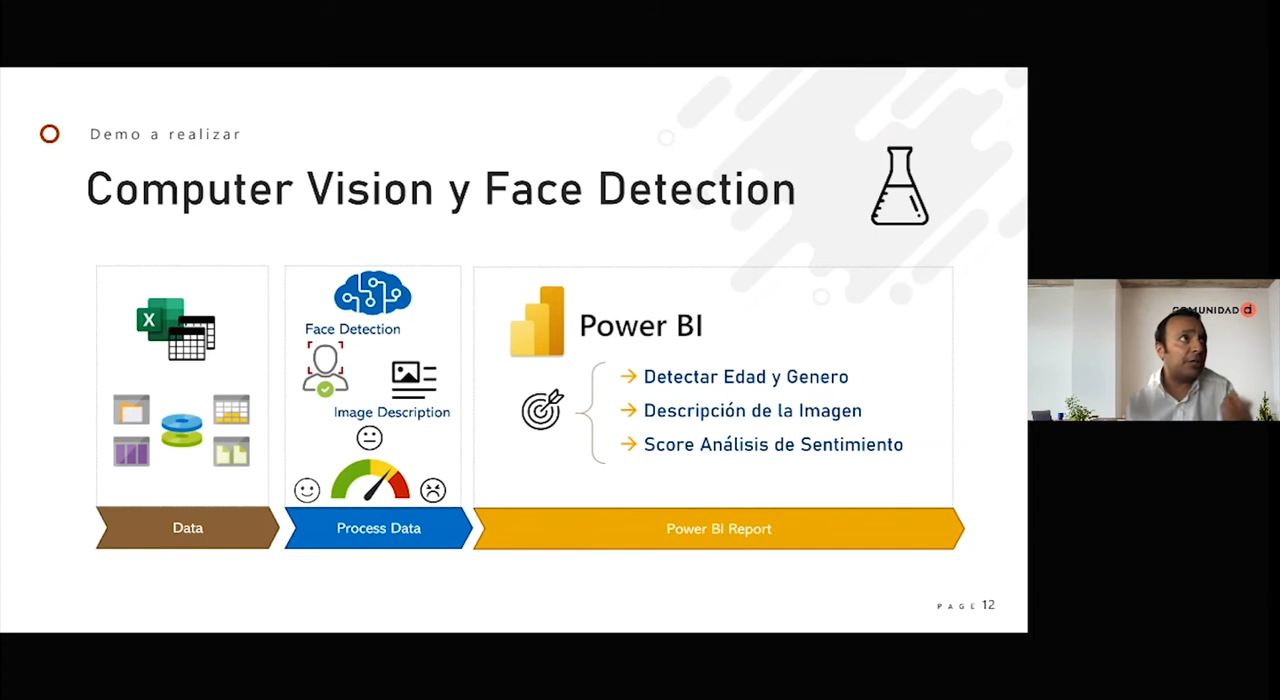 Demo a realizar
Computer Vision y Face Detection
X
Face Detection
Image Description
Power BI
Detectar Edad y Genero
Descripción de la Imagen
Score Análisis de Sentimiento
Data
Process Data
Power BI Report
PAGE 12
COMUNIDAD d